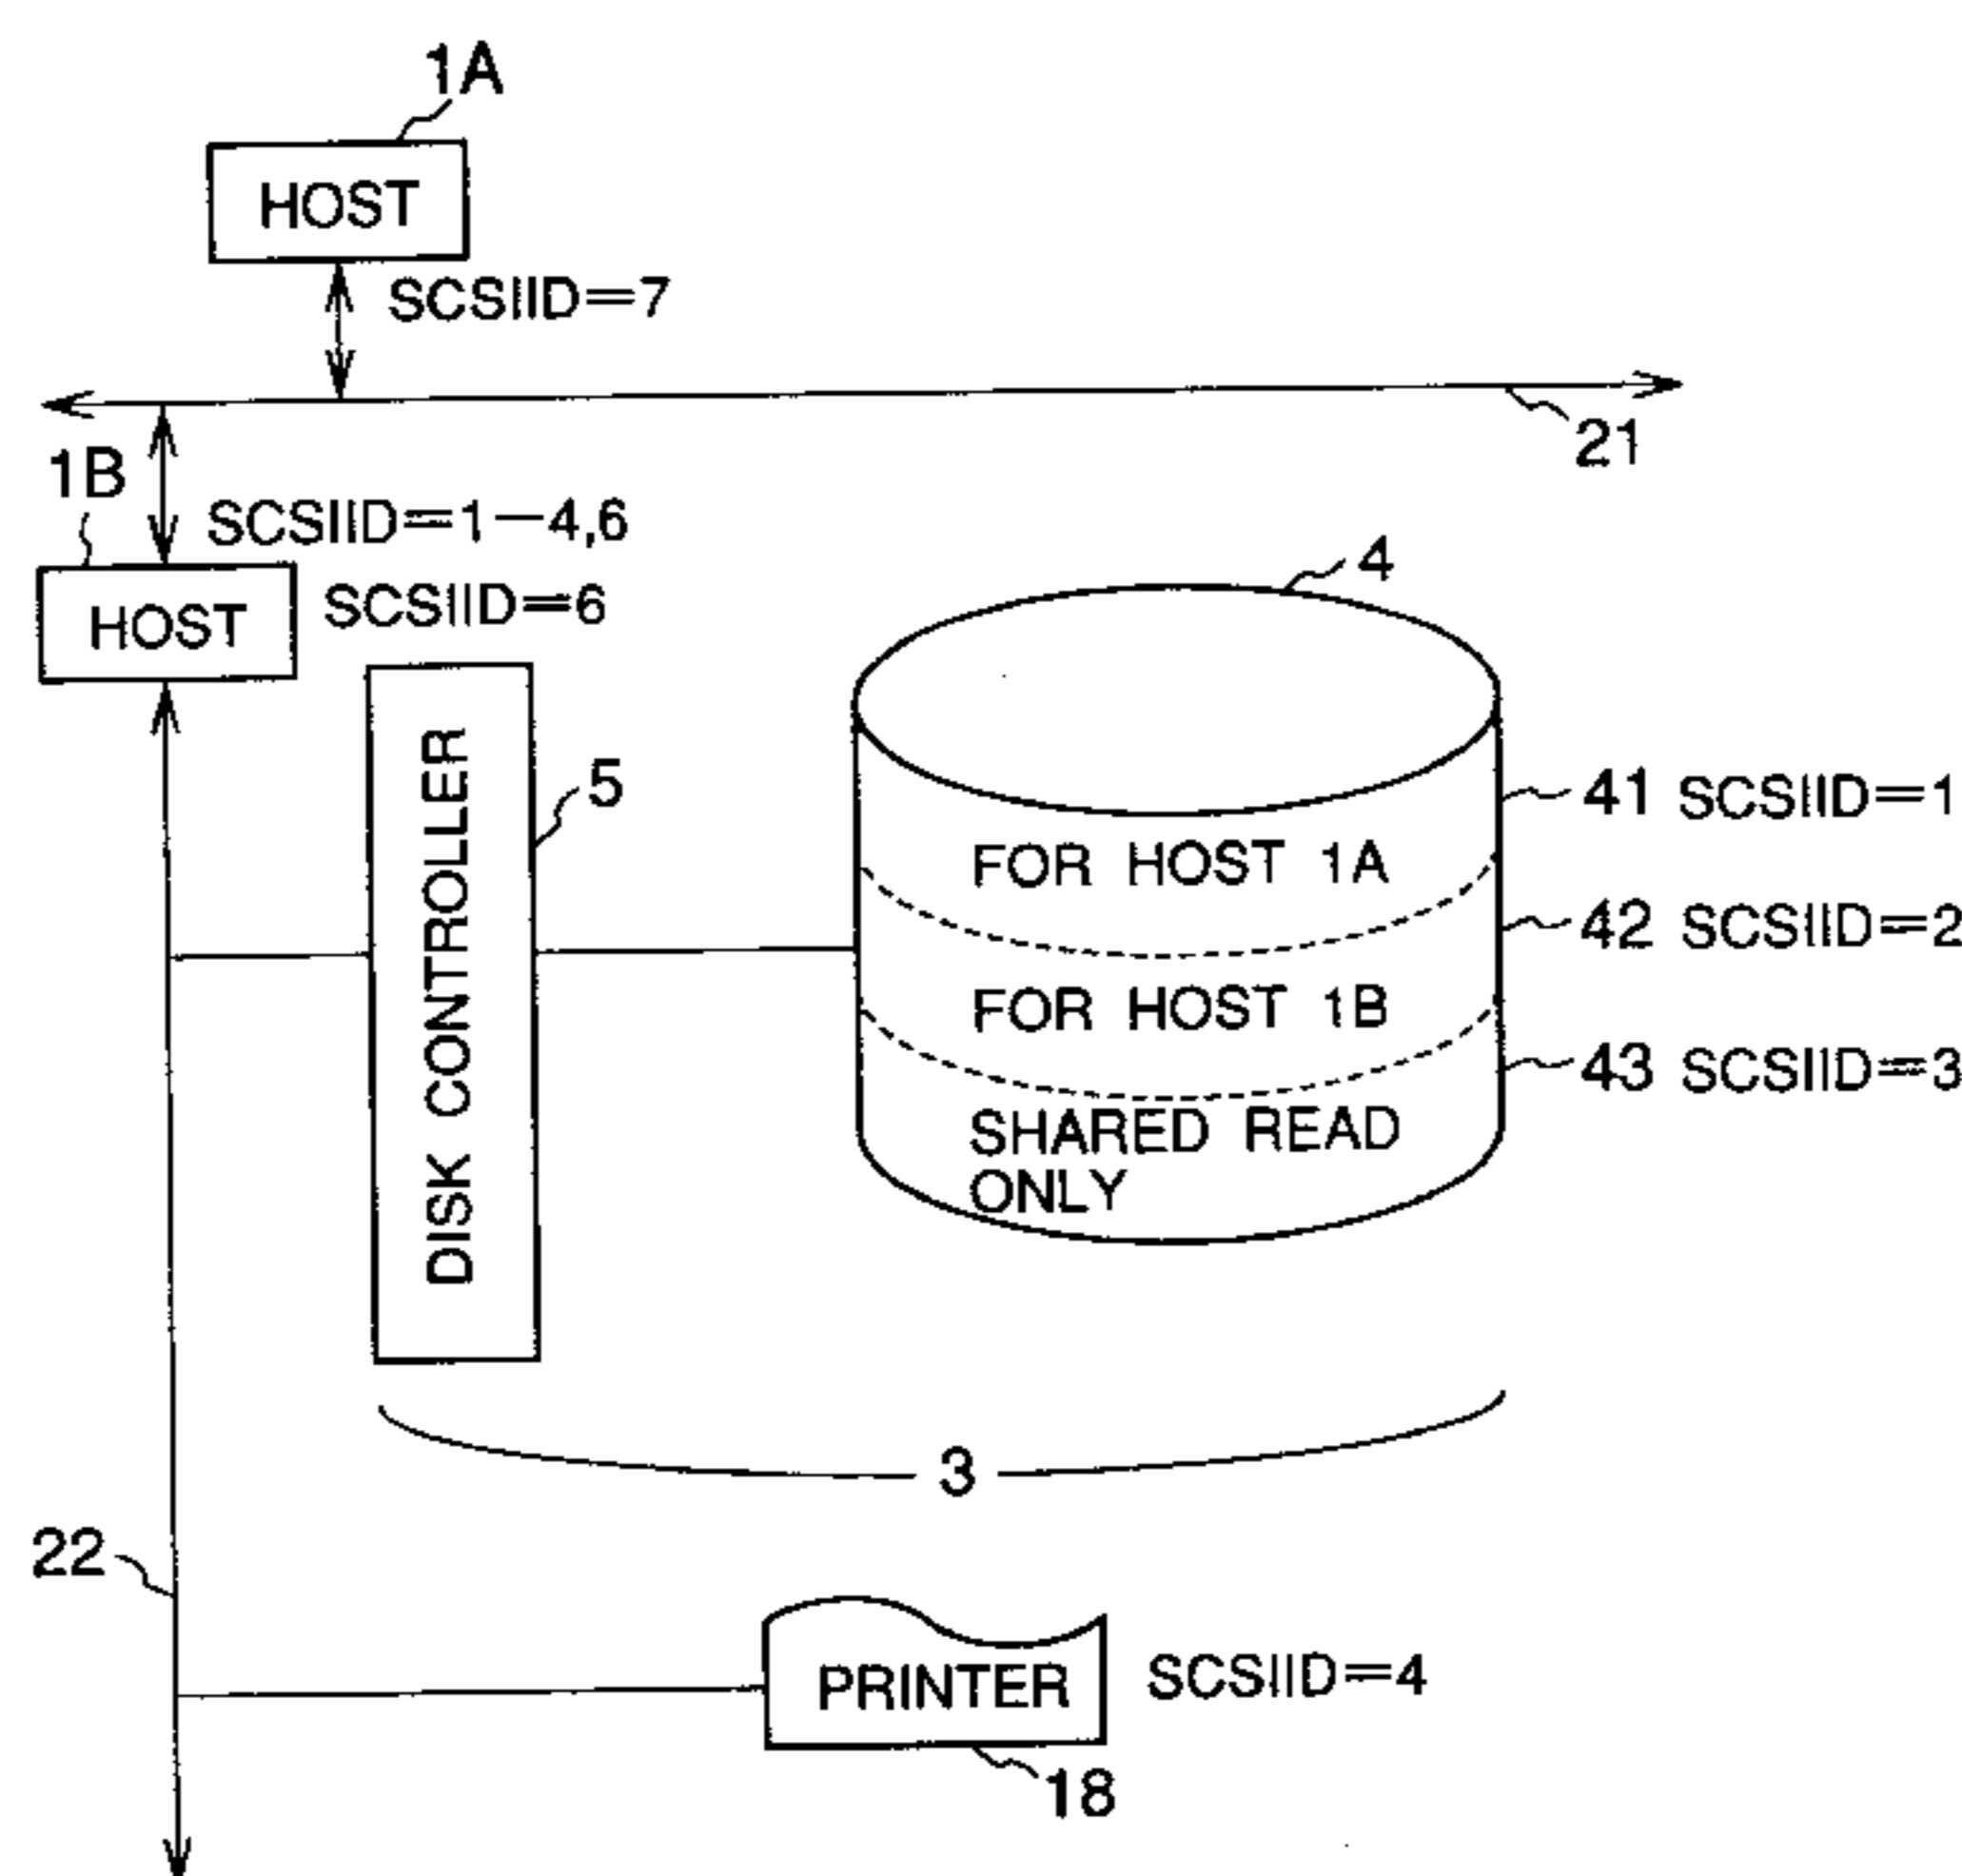 1A
HOST
SCSIID=7
21
1B
SCSIID=1-4,6
HOST
SCSIID=6
4
DISK CONTROLLER
5
41 SCSIID=1
FOR HOST 1A
42 SCSIID=2
FOR HOST 1B
43 SCSIID=3
SHARED READ
ONLY
3
22
PRINTER
SCSIID=4
18